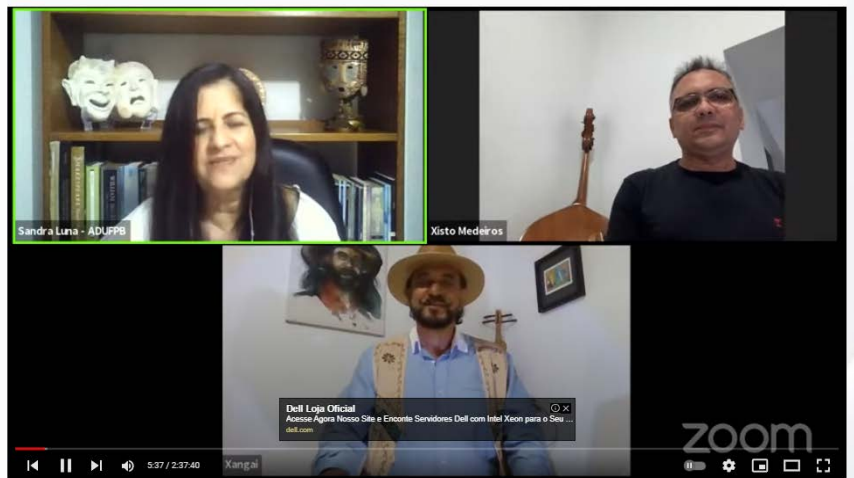 Sandra Luna - ADUFPB
Xisto Medeiros
Dell Loja Oficial
Acesse Agora Nosso Site e Enconte Servidores Dell com Intel Xeon para o Seu ...
dell.com
zoom
5:37 / 2:37:40
Xangai